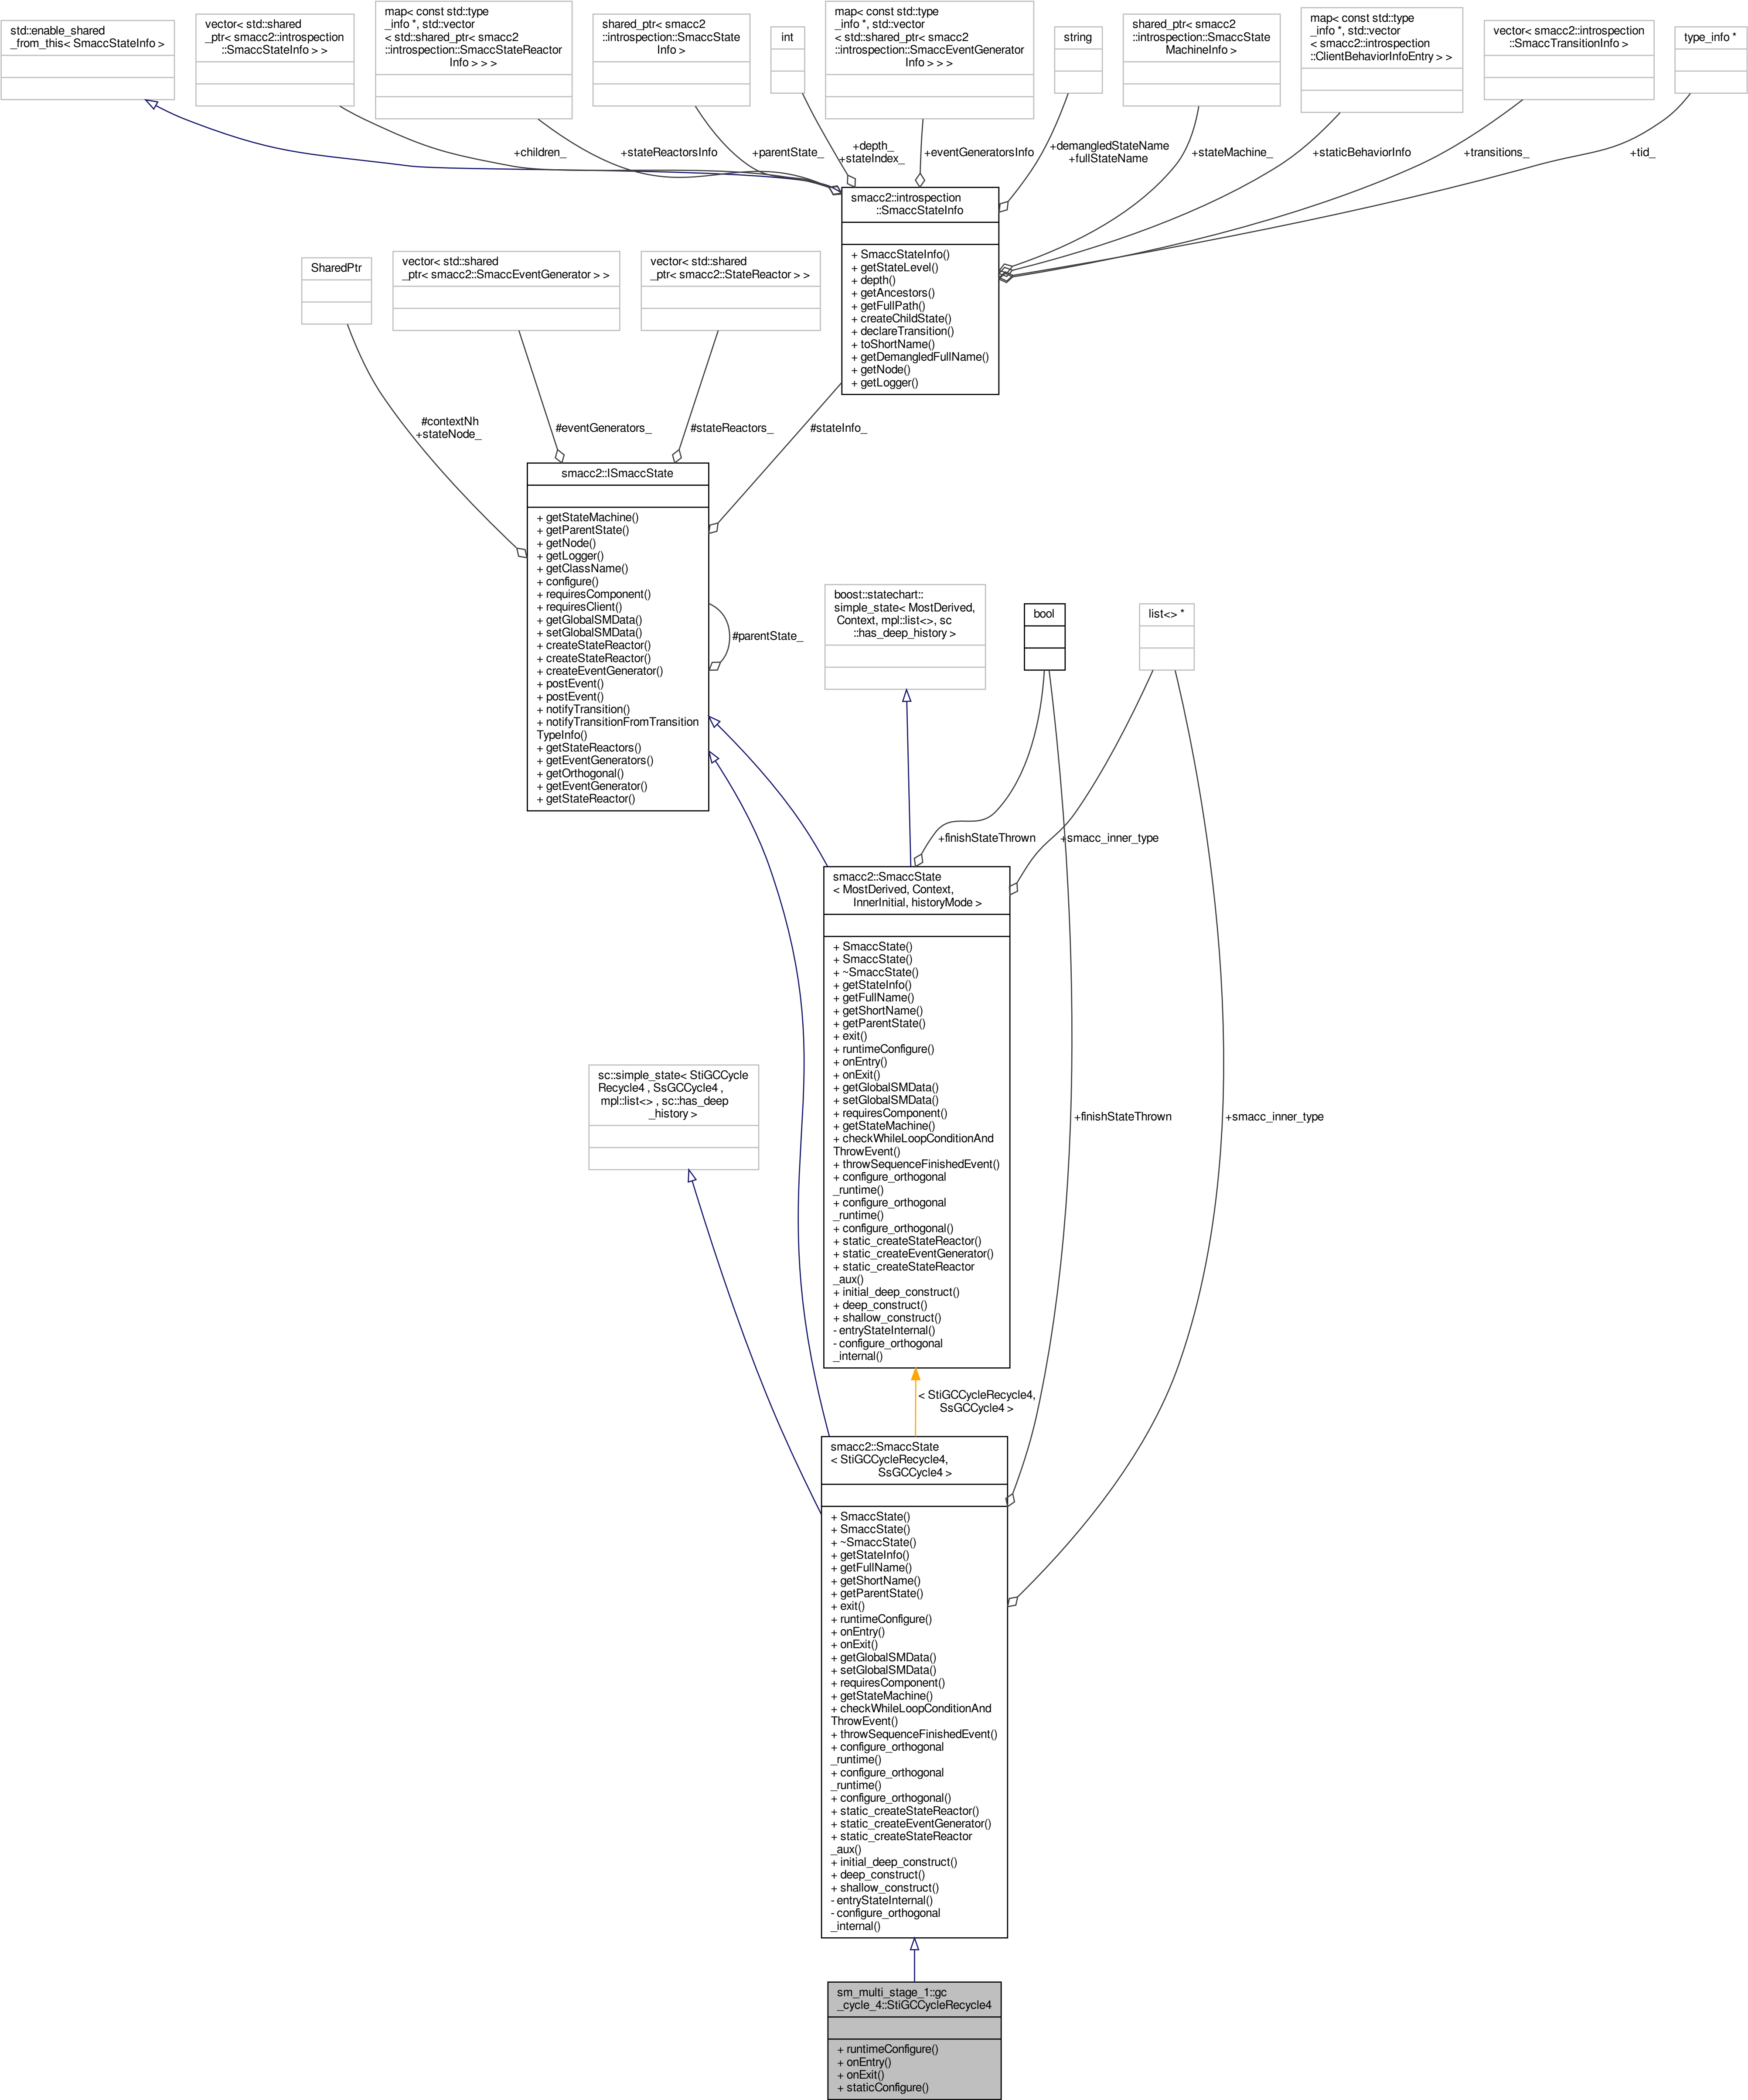 std::enable_shared
_from_this< SmaccStateInfo >
vector< std::shared
_ptr< smacc2::introspection
::SmaccStateInfo > >
map< const std::type
_info *, std::vector
< std::shared_ptr< smacc2
::introspection::SmaccStateReactor
Info > > >
shared_ptr< smacc2
::introspection::SmaccState
Info >
int
map< const std::type
_info *, std::vector
< std::shared_ptr< smacc2
::introspection::SmaccEventGenerator
Info > > >
string
shared_ptr< smacc2
::introspection::SmaccState
MachineInfo >
map< const std::type
_info *, std::vector
< smacc2::introspection
::ClientBehaviorInfoEntry > >
vector< smacc2::introspection
::SmaccTransitionInfo >
type_info *
+children_
+stateReactorsInfo
+parentState_
+depth_
+stateIndex_
+eventGeneratorsInfo
+demangledStateName
+fullStateName
+stateMachine_
+staticBehaviorInfo
+transitions_
+tid_
smacc2::introspection
::SmaccStateInfo
+ SmaccStateInfo()
+ getStateLevel()
+ depth()
+ getAncestors()
+ getFullPath()
+ createChildState()
+ declareTransition()
+ toShortName()
+ getDemangledFullName()
+ getNode()
+ getLogger()
SharedPtr
vector< std::shared
_ptr< smacc2::SmaccEventGenerator > >
vector< std::shared
_ptr< smacc2::StateReactor > >
#contextNh
+stateNode_
#eventGenerators_
#stateReactors_
#stateInfo_
smacc2::ISmaccState
+ getStateMachine()
+ getParentState()
+ getNode()
+ getLogger()
+ getClassName()
+ configure()
+ requiresComponent()
+ requiresClient()
+ getGlobalSMData()
+ setGlobalSMData()
+ createStateReactor()
+ createStateReactor()
+ createEventGenerator()
+ postEvent()
+ postEvent()
+ notifyTransition()
+ notifyTransitionFromTransition
TypeInfo()
+ getStateReactors()
+ getEventGenerators()
+ getOrthogonal()
+ getEventGenerator()
+ getStateReactor()
#parentState_
boost::statechart::
simple_state< MostDerived,
Context, mpl::list<>, sc
::has_deep_history >
bool
list<> *
+finishStateThrown
+smacc_inner_type
smacc2::SmaccState
< MostDerived, Context,
InnerInitial, historyMode >
+ SmaccState()
+ SmaccState()
+ ~SmaccState()
+ getStateInfo()
+ getFullName()
+ getShortName()
+ getParentState()
+ exit()
+ runtimeConfigure()
+ onEntry()
+ onExit()
+ getGlobalSMData()
+ setGlobalSMData()
+ requiresComponent()
+ getStateMachine()
+ checkWhileLoopConditionAnd
ThrowEvent()
+ throwSequenceFinishedEvent()
+ configure_orthogonal
_runtime()
+ configure_orthogonal
_runtime()
+ configure_orthogonal()
+ static_createStateReactor()
+ static_createEventGenerator()
+ static_createStateReactor
_aux()
+ initial_deep_construct()
+ deep_construct()
+ shallow_construct()
- entryStateInternal()
- configure_orthogonal
_internal()
sc::simple_state< StiGCCycle
Recycle4 , SsGCCycle4 ,
mpl::list<> , sc::has_deep
_history >
+finishStateThrown
+smacc_inner_type
< StiGCCycleRecycle4,
SsGCCycle4 >
smacc2::SmaccState
< StiGCCycleRecycle4,
SsGCCycle4 >
+ SmaccState()
+ SmaccState()
+ ~SmaccState()
+ getStateInfo()
+ getFullName()
+ getShortName()
+ getParentState()
+ exit()
+ runtimeConfigure()
+ onEntry()
+ onExit()
+ getGlobalSMData()
+ setGlobalSMData()
+ requiresComponent()
+ getStateMachine()
+ checkWhileLoopConditionAnd
ThrowEvent()
+ throwSequenceFinishedEvent()
+ configure_orthogonal
_runtime()
+ configure_orthogonal
_runtime()
+ configure_orthogonal()
+ static_createStateReactor()
+ static_createEventGenerator()
+ static_createStateReactor
_aux()
+ initial_deep_construct()
+ deep_construct()
+ shallow_construct()
- entryStateInternal()
- configure_orthogonal
_internal()
sm_multi_stage_1::gc
_cycle_4::StiGCCycleRecycle4
+ runtimeConfigure()
+ onEntry()
+ onExit()
+ staticConfigure()